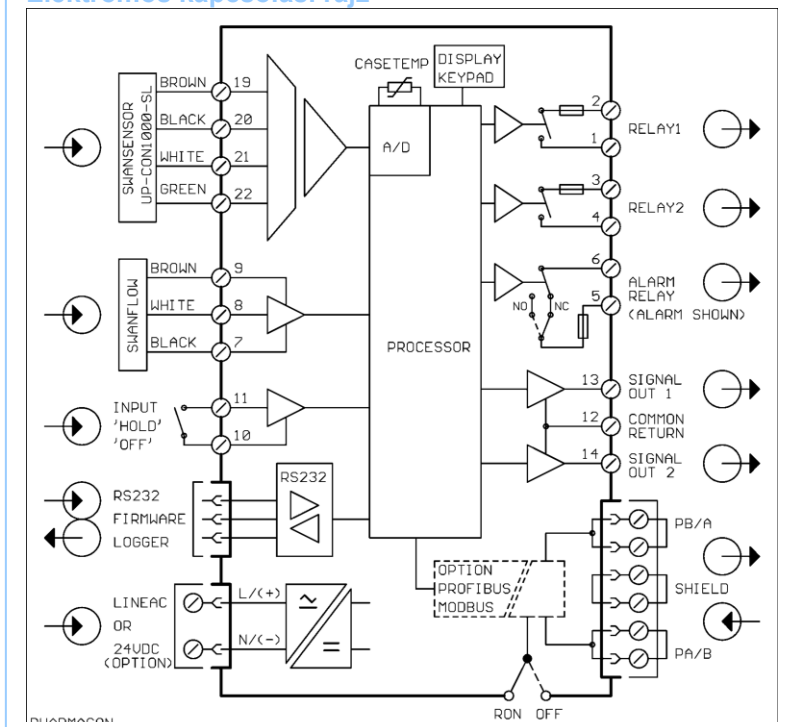 Elektromos kapcsolási rajz
CASETEMP
DISPLAY
KEYPAD
SWANSENSOR
UP-CON1000-SL
BROWN 19
BLACK 20
WHITE 21
GREEN 22
A/D
2
1
RELAY1
3
4
RELAY2
SWANFLOW
BROWN 9
WHITE 8
BLACK 7
6
5
NO NC
ALARM
RELAY
(ALARM SHOWN)
PROCESSOR
INPUT
'HOLD'
'OFF'
11
10
13 SIGNAL
OUT 1
12 COMMON
RETURN
14 SIGNAL
OUT 2
RS232
FIRMWARE
LOGGER
RS232
OPTION
PROFIBUS
MODBUS
PB/A
SHIELD
PA/B
LINEAC
OR
24VDC
(OPTION)
L/(+)
N/(-)
RON OFF
PHARMACON